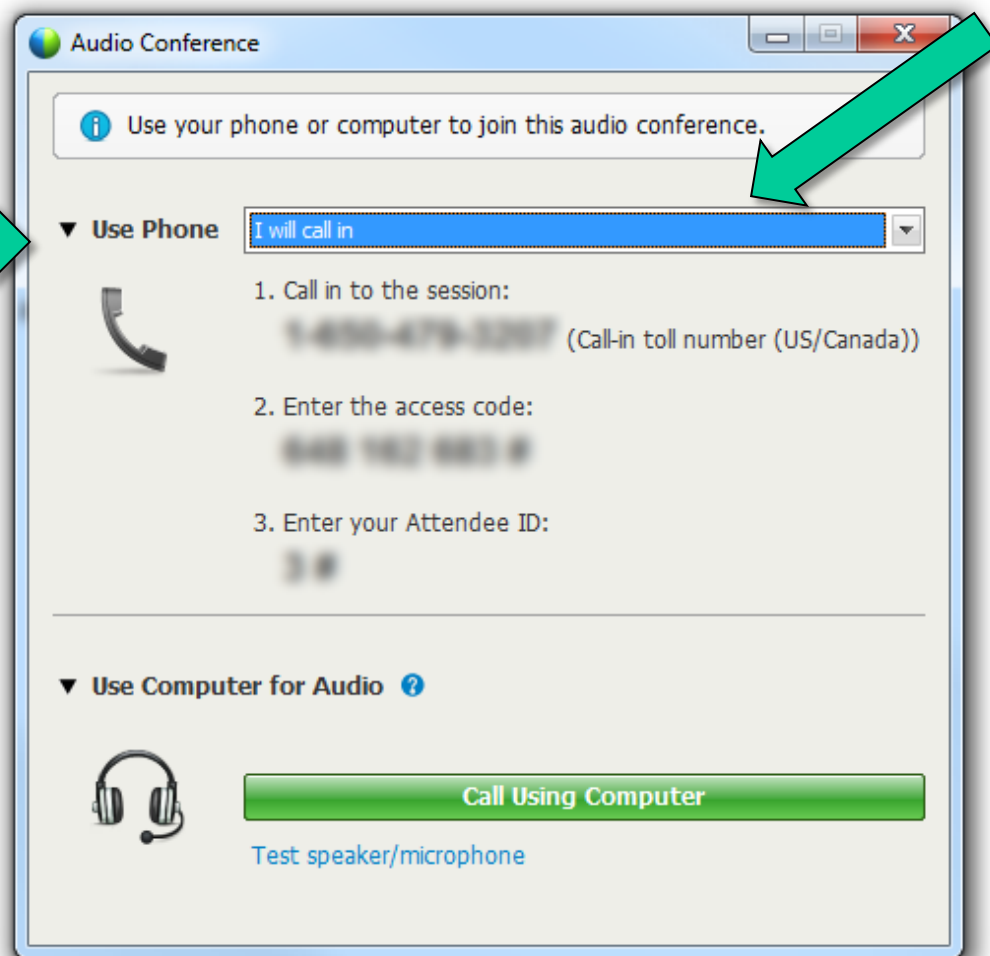 Audio Conference
Use your phone or computer to join this audio conference.
Use Phone
I will call in
1. Call in to the session:
(Call-in toll number (US/Canada))
2. Enter the access code:
3. Enter your Attendee ID:
Use Computer for Audio
Call Using Computer
Test speaker/microphone